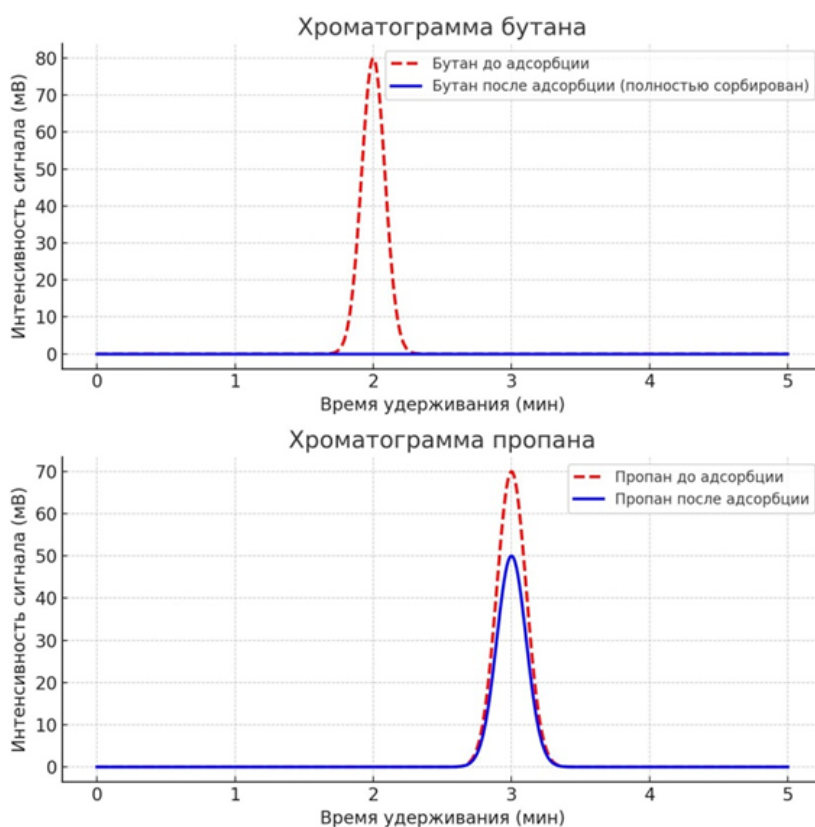 Хроматограмма бутана
Интенсивность сигнала (мВ)
80
70
60
50
40
30
20
10
0
Бутан до адсорбции
Бутан после адсорбции (полностью сорбирован)
0 1 2 3 4 5
Время удерживания (мин)
Хроматограмма пропана
Интенсивность сигнала (мВ)
70
60
50
40
30
20
10
0
Пропан до адсорбции
Пропан после адсорбции
0 1 2 3 4 5
Время удерживания (мин)